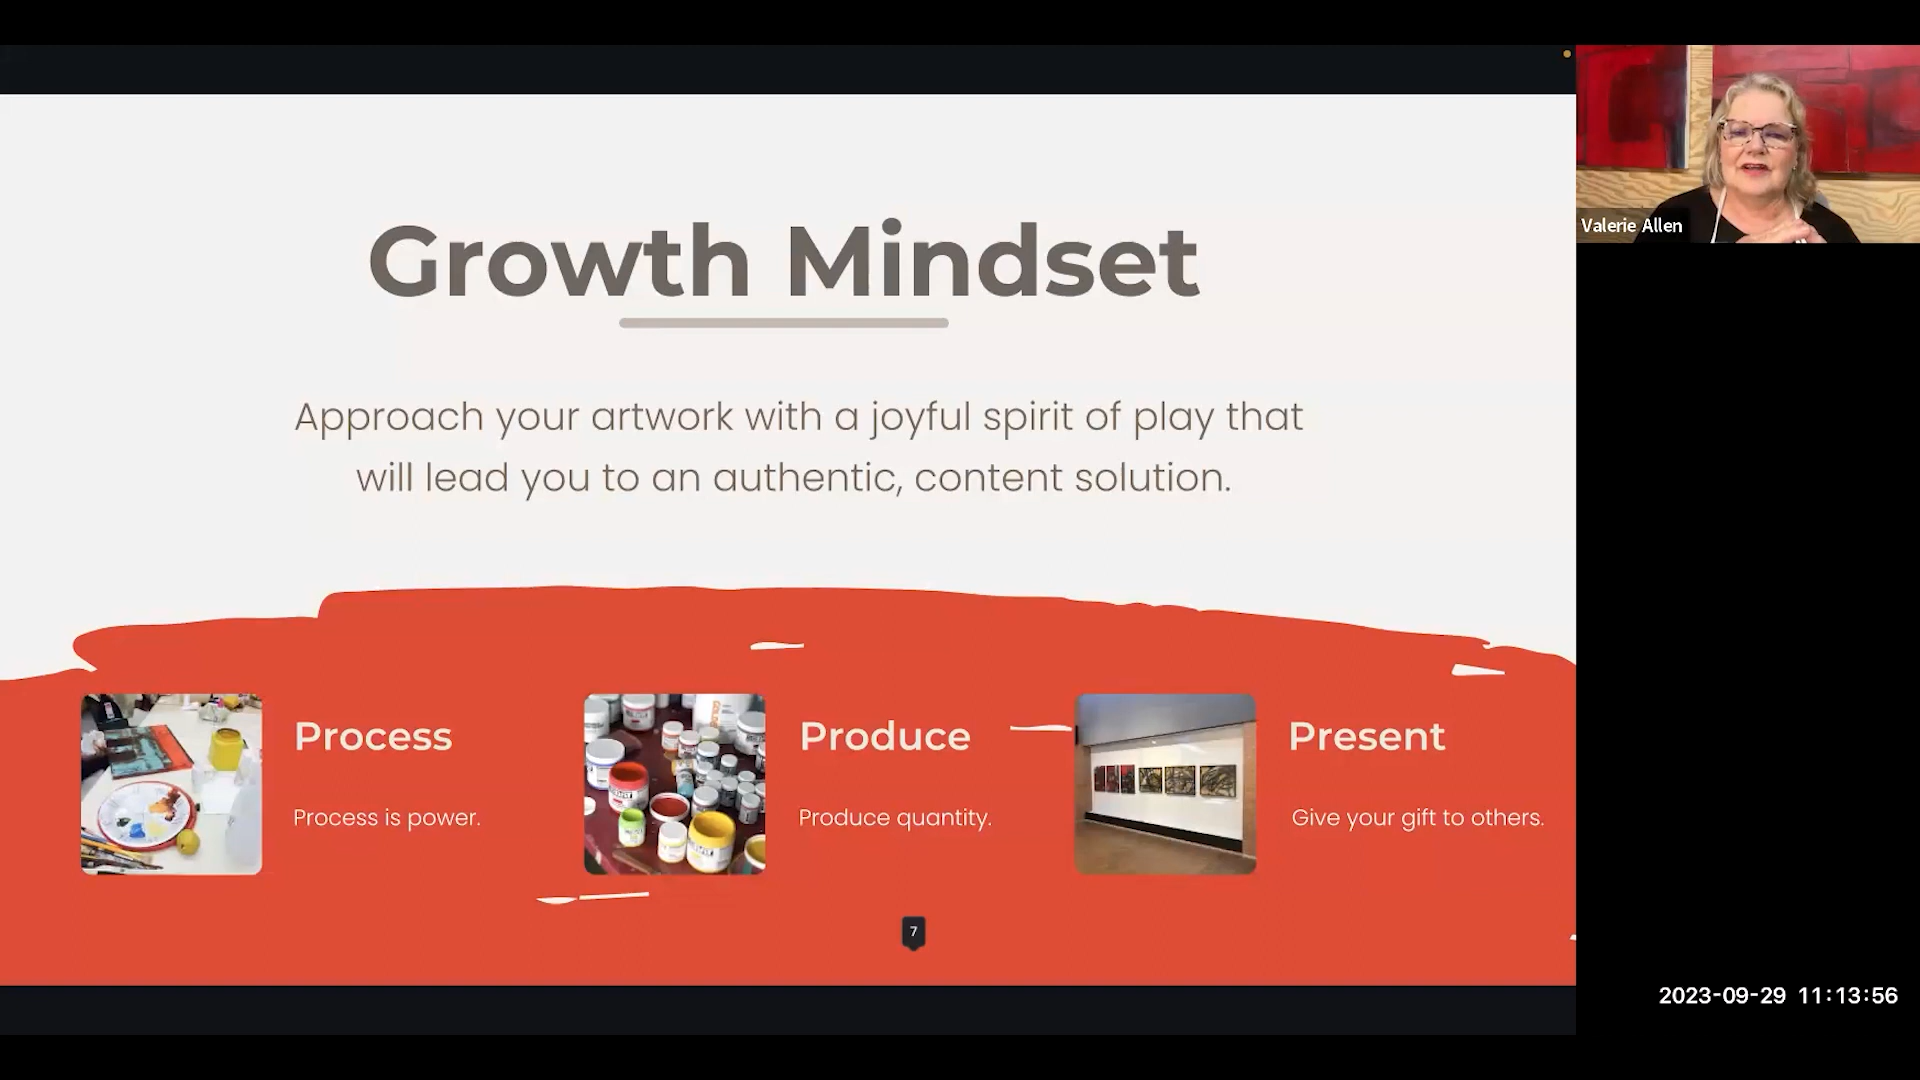 Growth Mindset
Approach your artwork with a joyful spirit of play that
will lead you to an authentic, content solution.
Process
Process is power.
Produce
Produce quantity.
Present
Give your gift to others.
7
Valerie Allen
2023-09-29 11:13:56